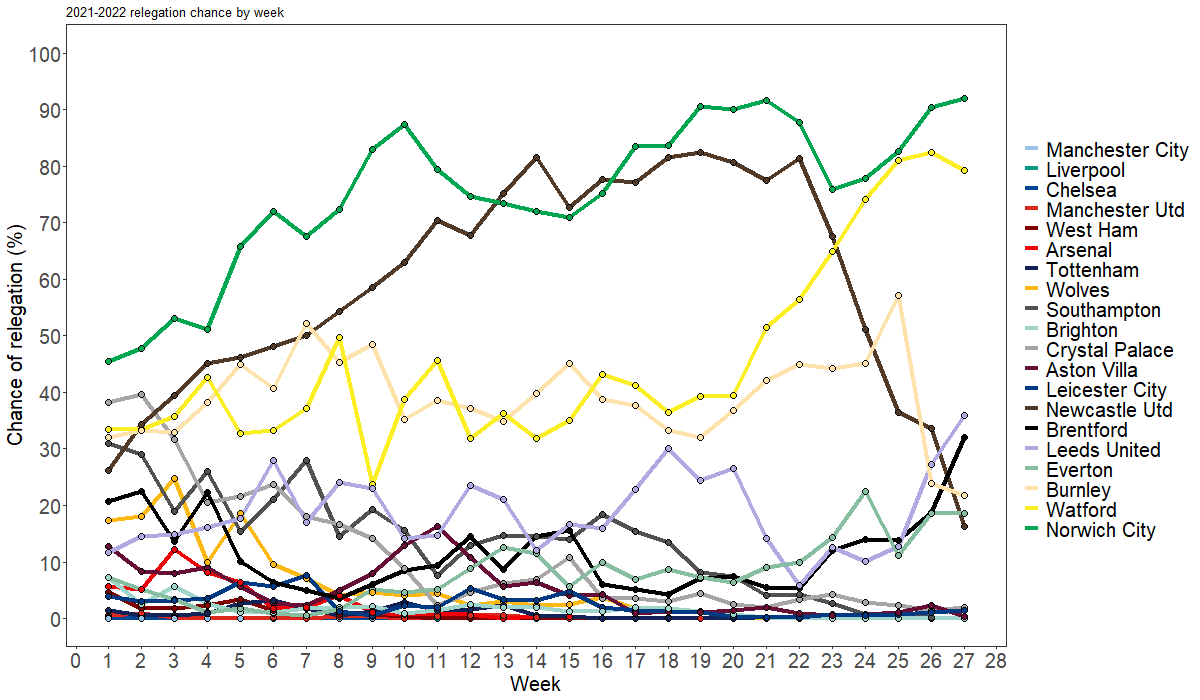 2021-2022 relegation chance by week
100
90
80
70
60
50
40
30
20
10
0
Chance of relegation (%)
0 1 2 3 4 5 6 7 8 9 10 11 12 13 14 15 16 17 18 19 20 21 22 23 24 25 26 27 28
Week
Manchester City
Liverpool
Chelsea
Manchester Utd
West Ham
Arsenal
Tottenham
Wolves
Southampton
Brighton
Crystal Palace
Aston Villa
Leicester City
Newcastle Utd
Brentford
Leeds United
Everton
Burnley
Watford
Norwich City